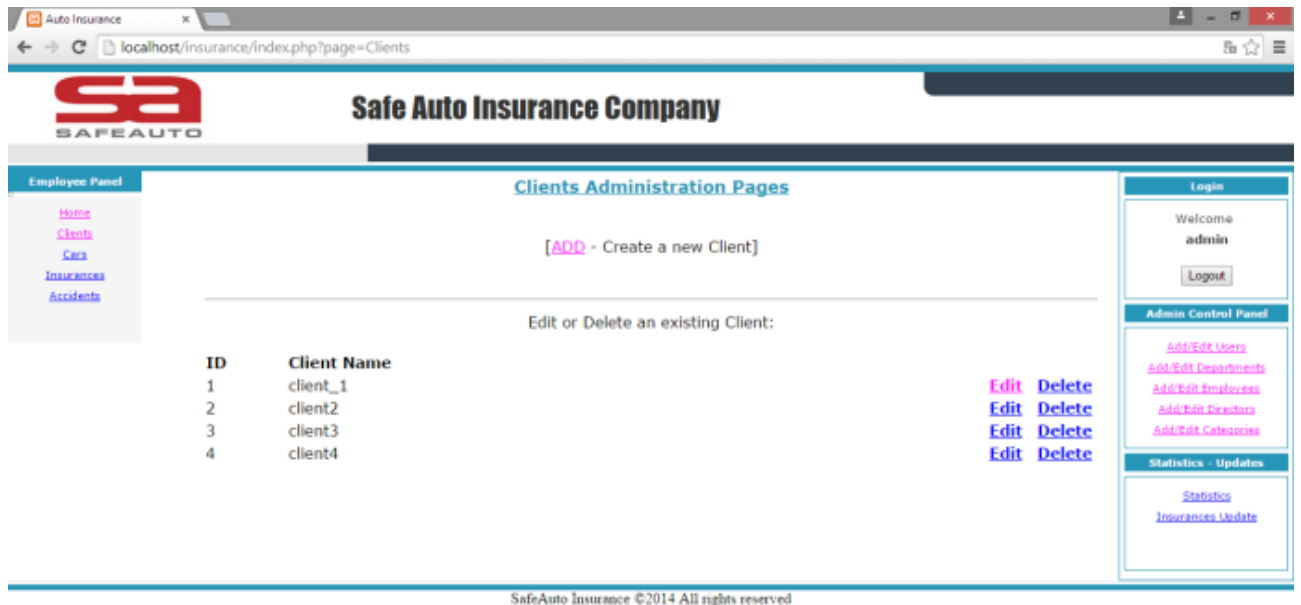 Auto Insurance
localhost/insurance/index.php?page=Clients
sa
SAFEAUTO
Safe Auto Insurance Company
Employee Panel
Home
Clients
Cars
Insurances
Accidents
Clients Administration Pages
[ADD - Create a new Client]
Edit or Delete an existing Client:
ID Client Name
1 client_1 Edit Delete
2 client2 Edit Delete
3 client3 Edit Delete
4 client4 Edit Delete
Login
Welcome
admin
Logout
Admin Control Panel
Add/Edit Users
Add/Edit Departments
Add/Edit Employees
Add/Edit Directors
Add/Edit Categories
Statistics - Updates
Statistics
Insurances Update
SafeAuto Insurance ©2014 All rights reserved